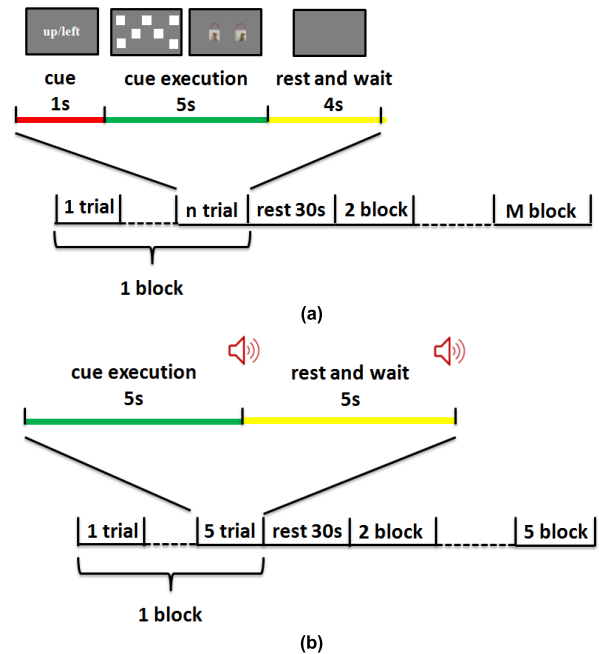 up/left
cue
cue execution
rest and wait
1s
5s
4s
1 trial
n trial
rest 30s
2 block
M block
1 block
(a)
cue execution
rest and wait
5s
5s
1 trial
5 trial
rest 30s
2 block
5 block
1 block
(b)